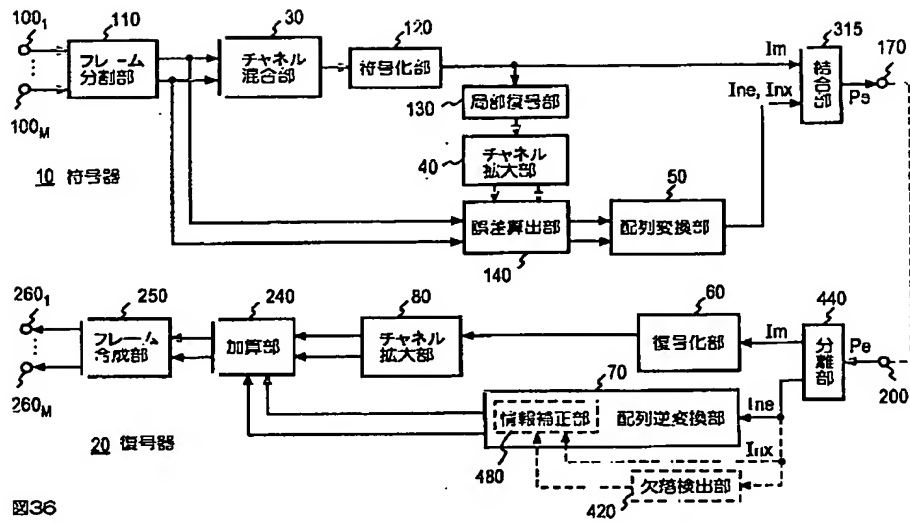 100₁
110
フレーム
分割部
30
チャネル
混合部
120
符号化部
Im
315
結合部
170
Pe
100M
130
局部復号部
Ine, Inx
10 符号器
40
チャネル
拡大部
50
誤差算出部
140
配列変換部
260₁
250
フレーム
合成部
240
加算部
80
チャネル
拡大部
60
復号化部
Im
440
分離部
Pe
200
260M
70
情報補正部
配列逆変換部
Ine
20 復号器
480
Inx
420
欠落検出部
図36